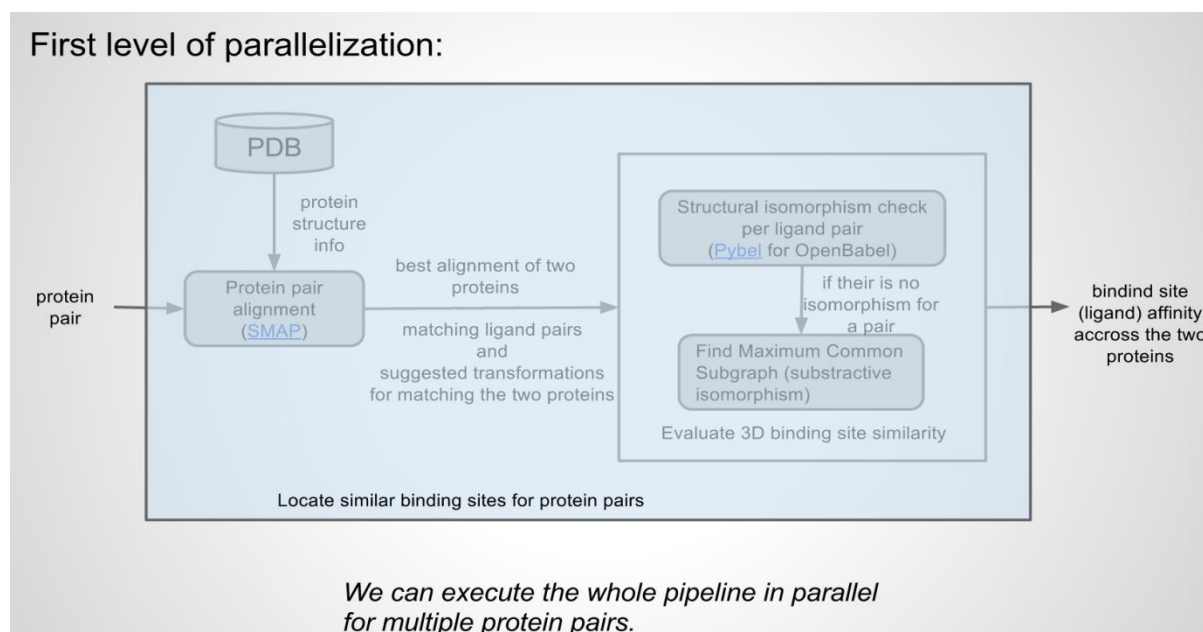 First level of parallelization:
PDB
protein
structure
info
protein
pair
Protein pair
alignment
(SMAP)
best alignment of two
proteins
matching ligand pairs
and
suggested transformations
for matching the two proteins
Structural isomorphism check
per ligand pair
(Pybel for OpenBabel)
if their is no
isomorphism for
a pair
Find Maximum Common
Subgraph (substractive
isomorphism)
Evaluate 3D binding site similarity
bindind site
(ligand) affinity
accross the two
proteins
Locate similar binding sites for protein pairs
We can execute the whole pipeline in parallel
for multiple protein pairs.